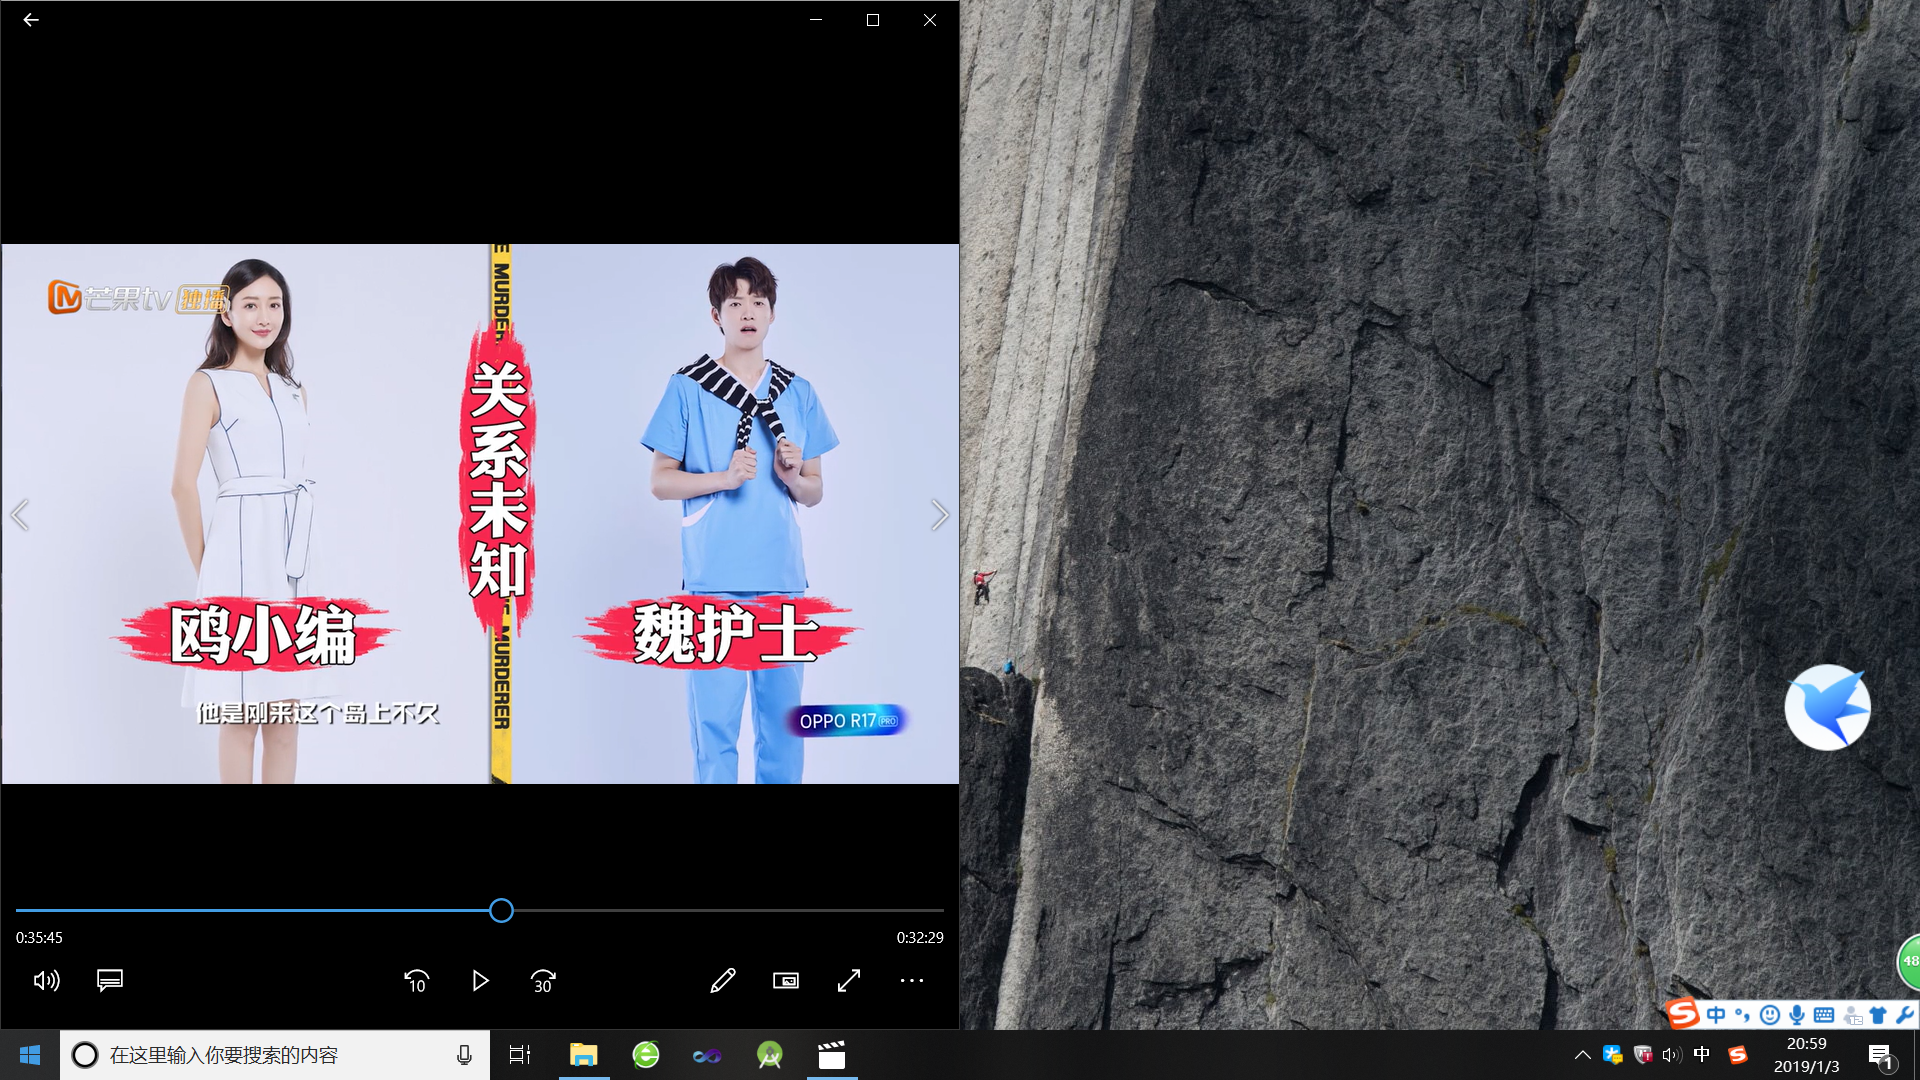 芒果tv 独播
E MURDER
关系未知
鸥小编
魏护士
E MURDERER
他是刚来这个岛上不久
OPPO R17 PRO
0:35:45
0:32:29
10
30
48
中
12
在这里输入你要搜索的内容
中
20:59
2019/1/3
1